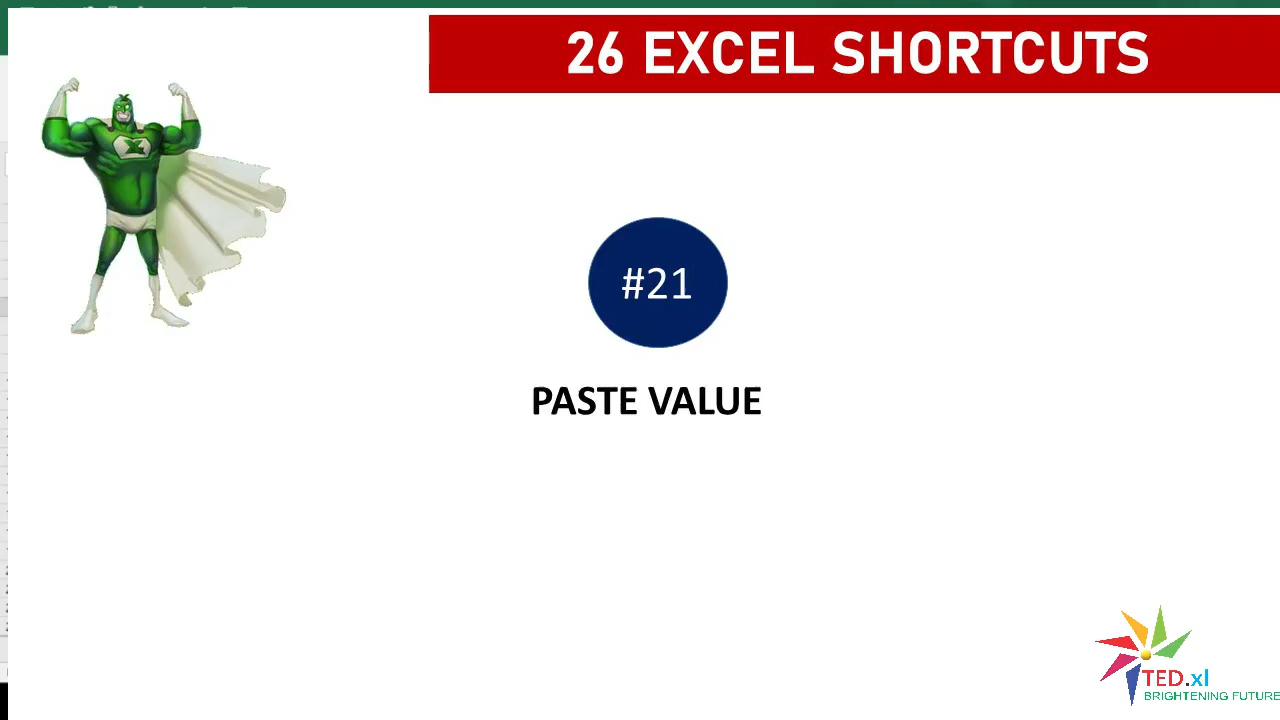 26 EXCEL SHORTCUTS
X
#21
PASTE VALUE
TED.xl
BRIGHTENING FUTURE